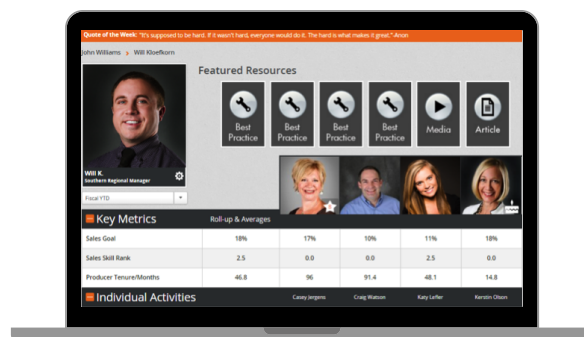 Quote of the Week: "It's supposed to be hard. If it wasn't hard, everyone would do it. The hard is what makes it great." Anon
John Williams > Will Kloefkorn
Featured Resources
Best Practice
Best Practice
Best Practice
Best Practice
Media
Article
Will K.
Southern Regional Manager
Fiscal YTD
Key Metrics Roll-up & Averages
Sales Goal 18% 17% 10% 11% 18%
Sales Skill Rank 2.5 0.0 0.0 2.5 0.0
Producer Tenure/Months 46.8 96 91.4 48.1 14.8
Individual Activities Casey Jergens Craig Watson Katy Lefler Kerstin Olson